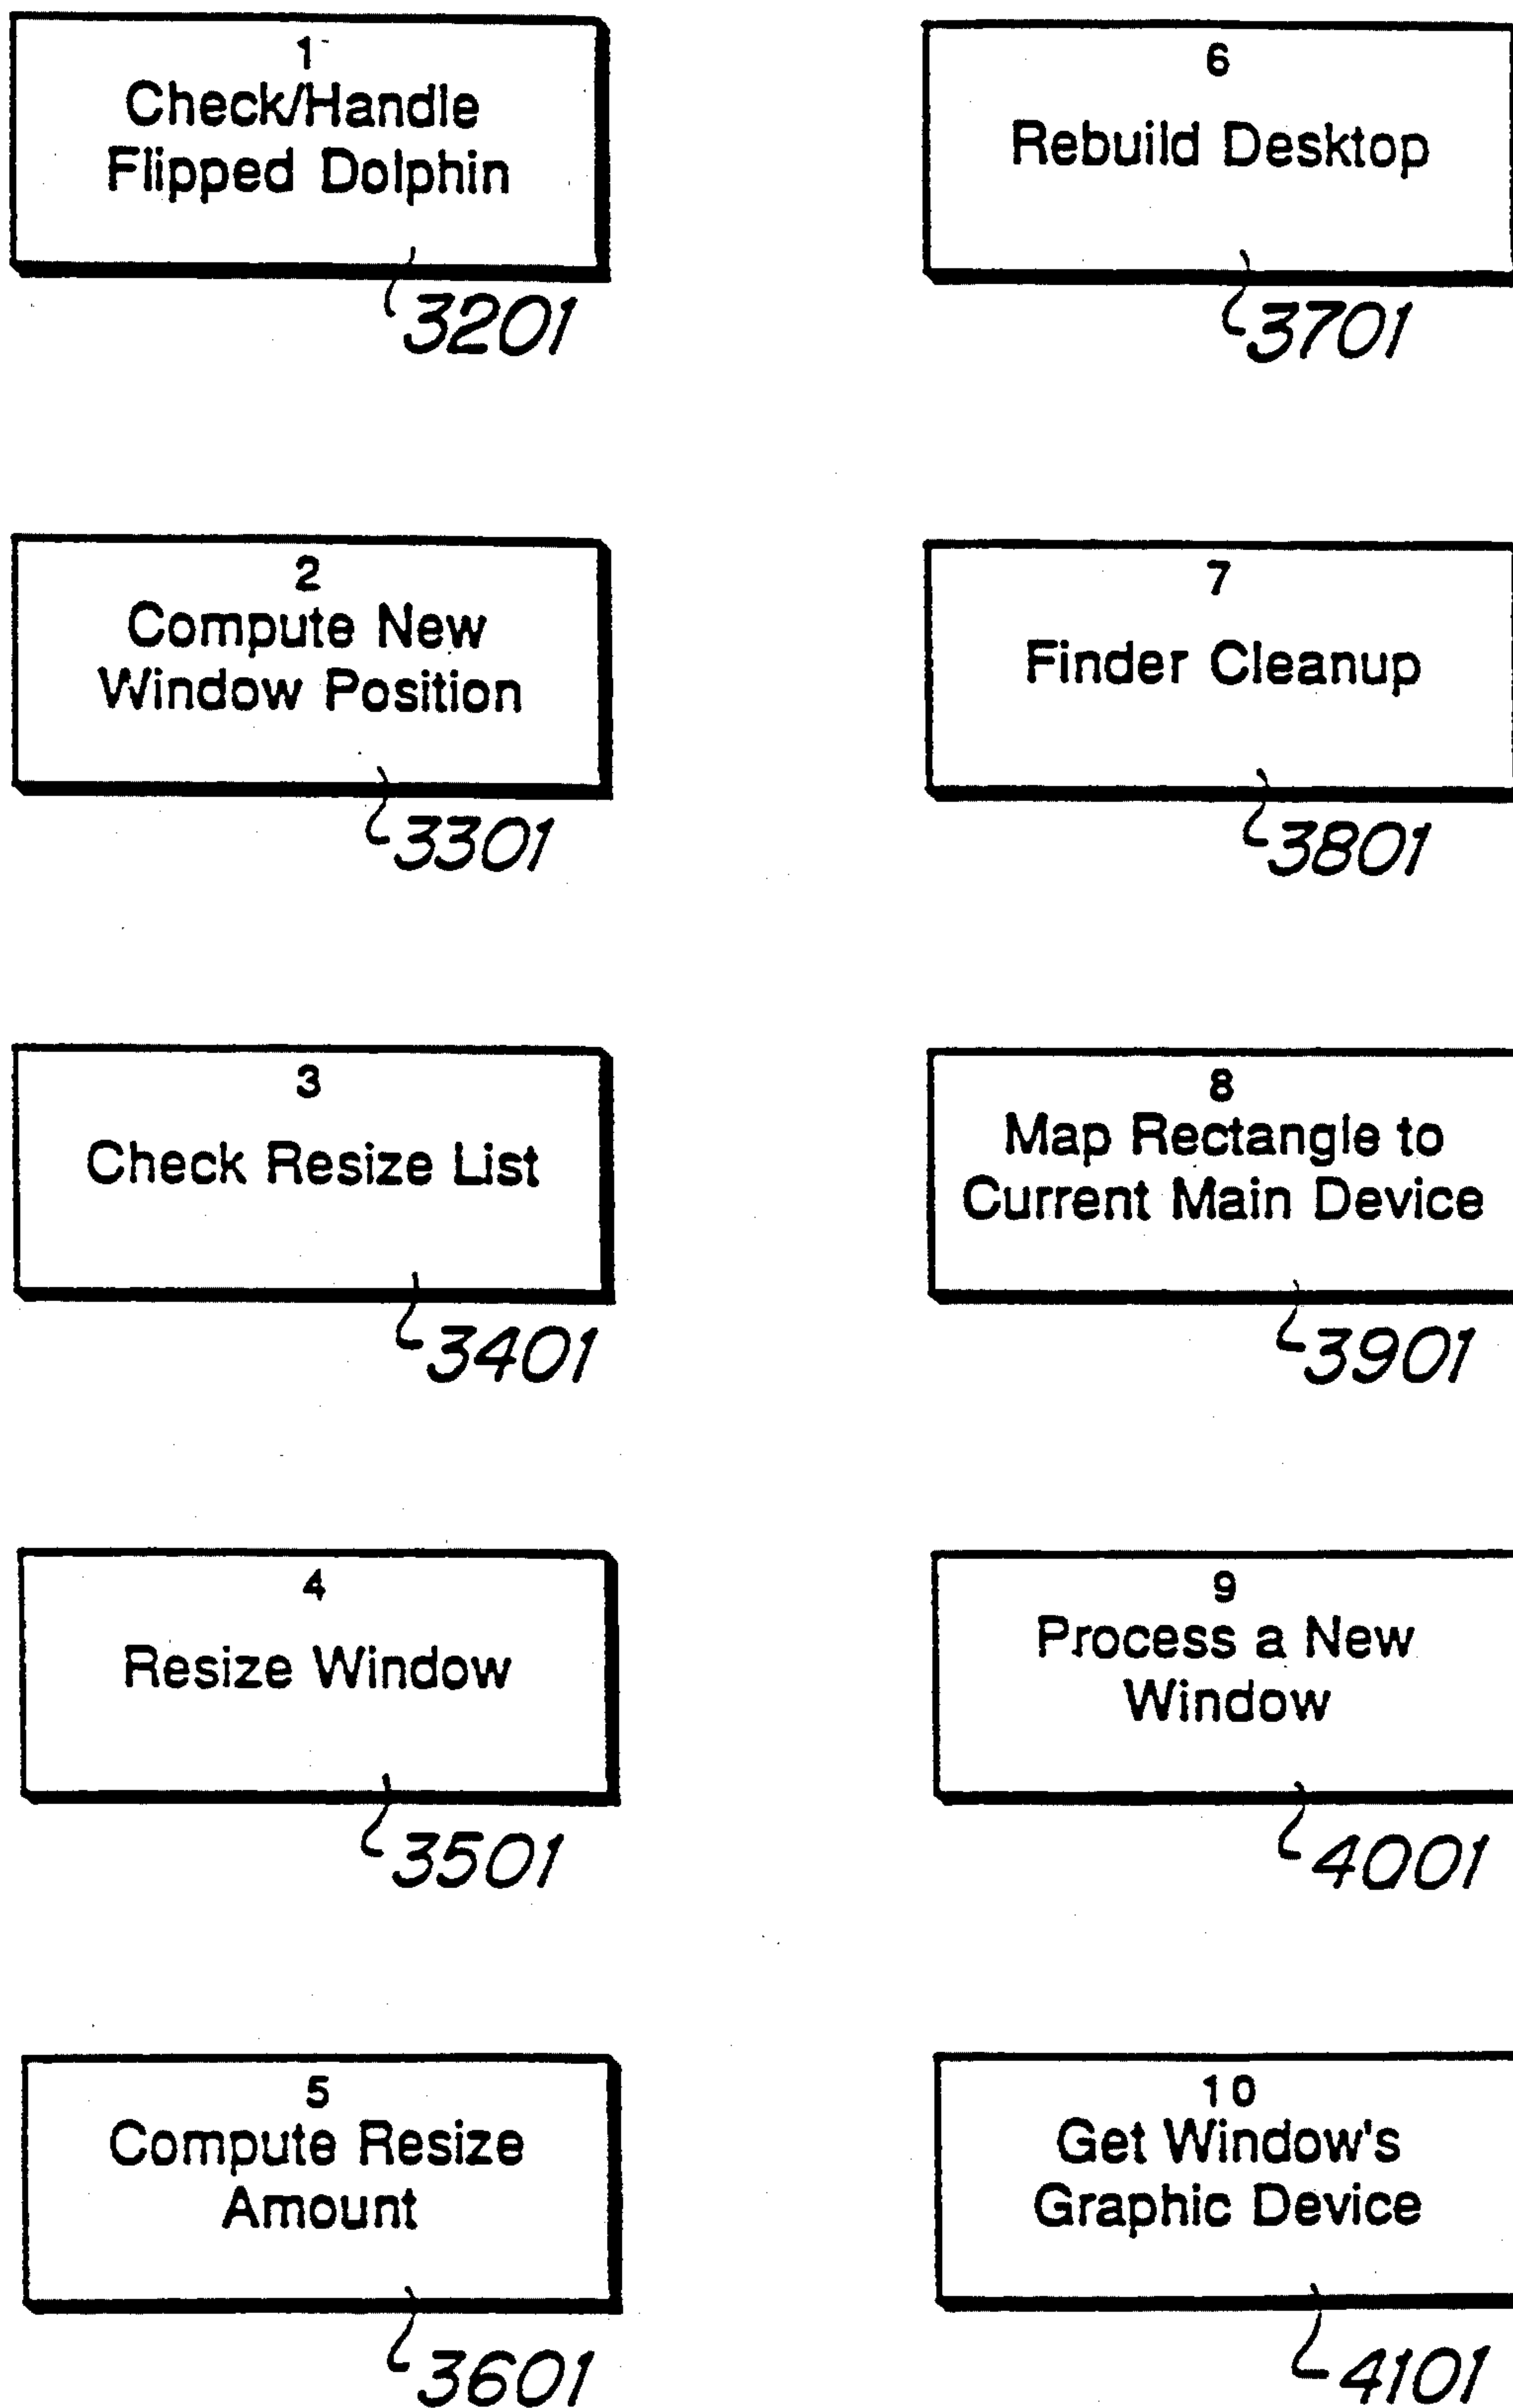 1
Check/Handle
Flipped Dolphin
3201
2
Compute New
Window Position
3301
3
Check Resize List
3401
4
Resize Window
3501
5
Compute Resize
Amount
3601
6
Rebuild Desktop
3701
7
Finder Cleanup
3801
8
Map Rectangle to
Current Main Device
3901
9
Process a New
Window
4001
10
Get Window's
Graphic Device
4101